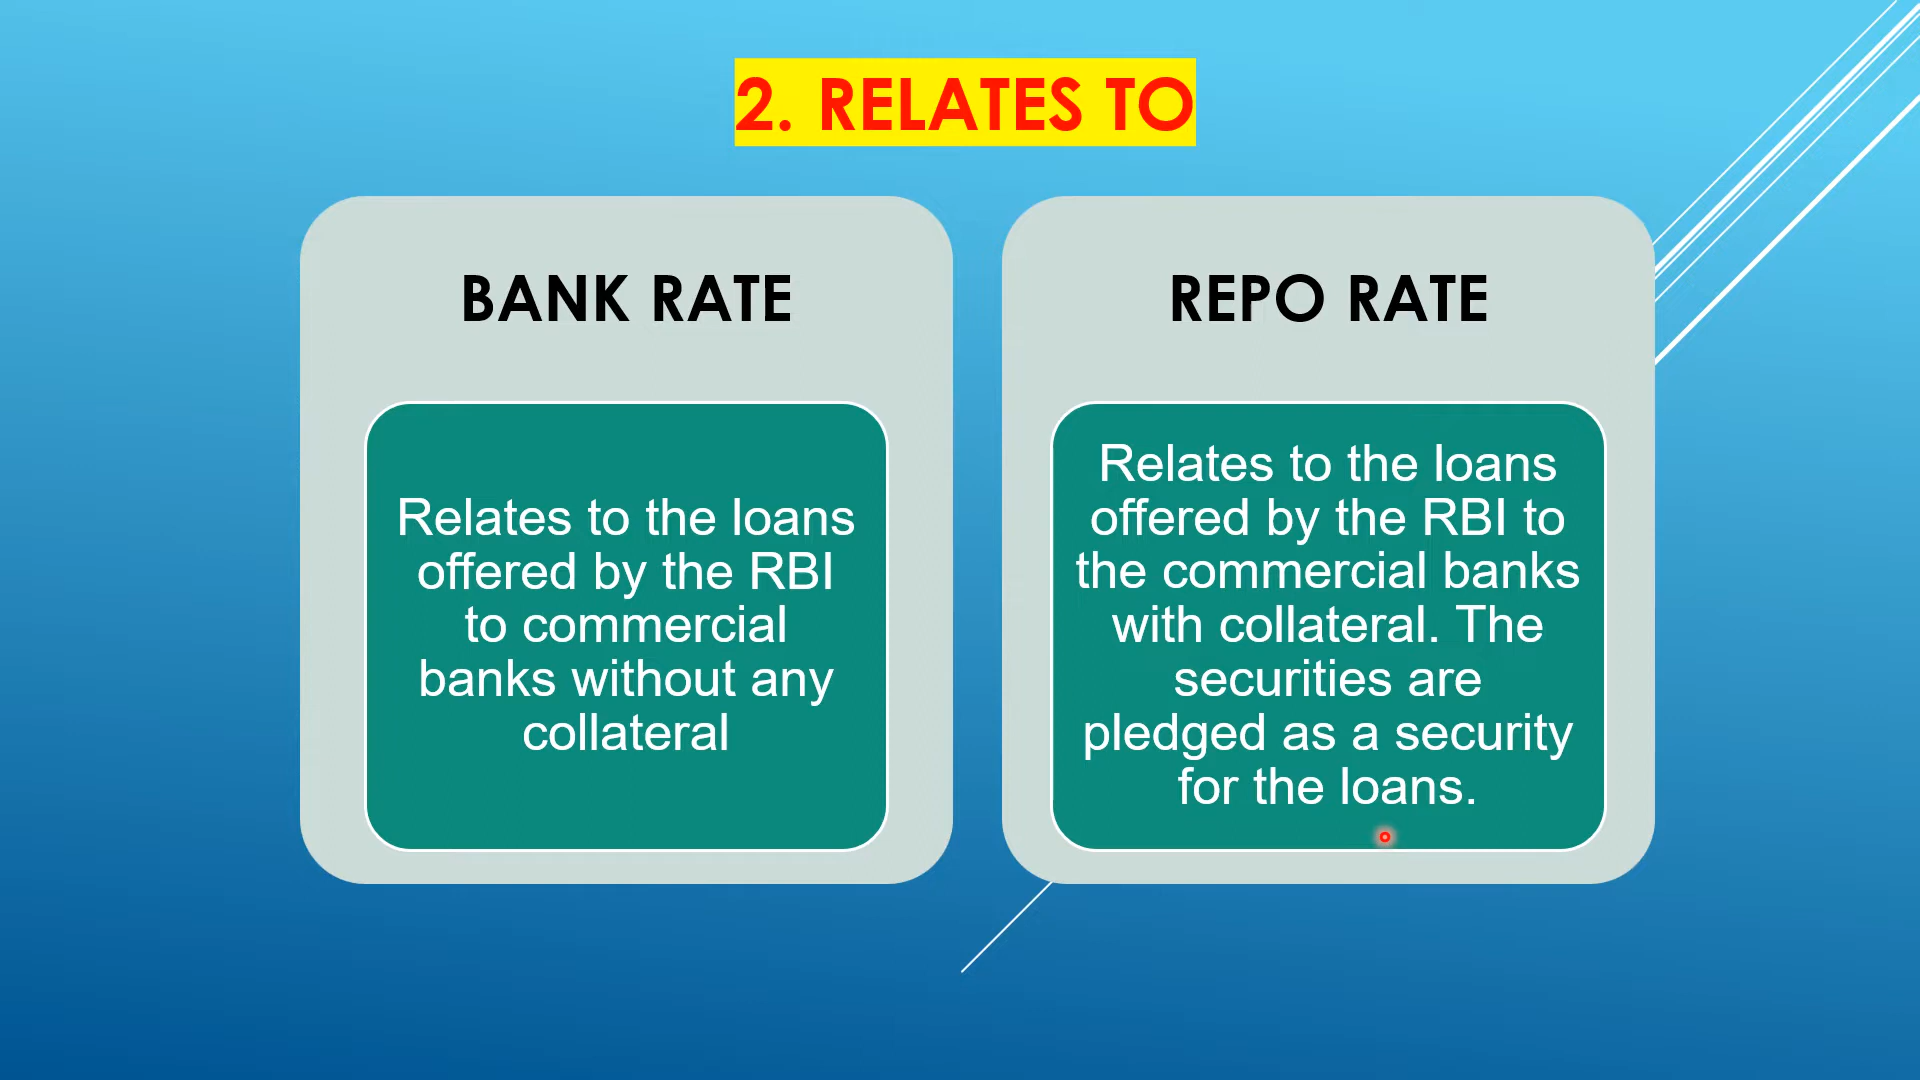 2. RELATES TO
BANK RATE
Relates to the loans
offered by the RBI
to commercial
banks without any
collateral
REPO RATE
Relates to the loans
offered by the RBI to
the commercial banks
with collateral. The
securities are
pledged as a security
for the loans.